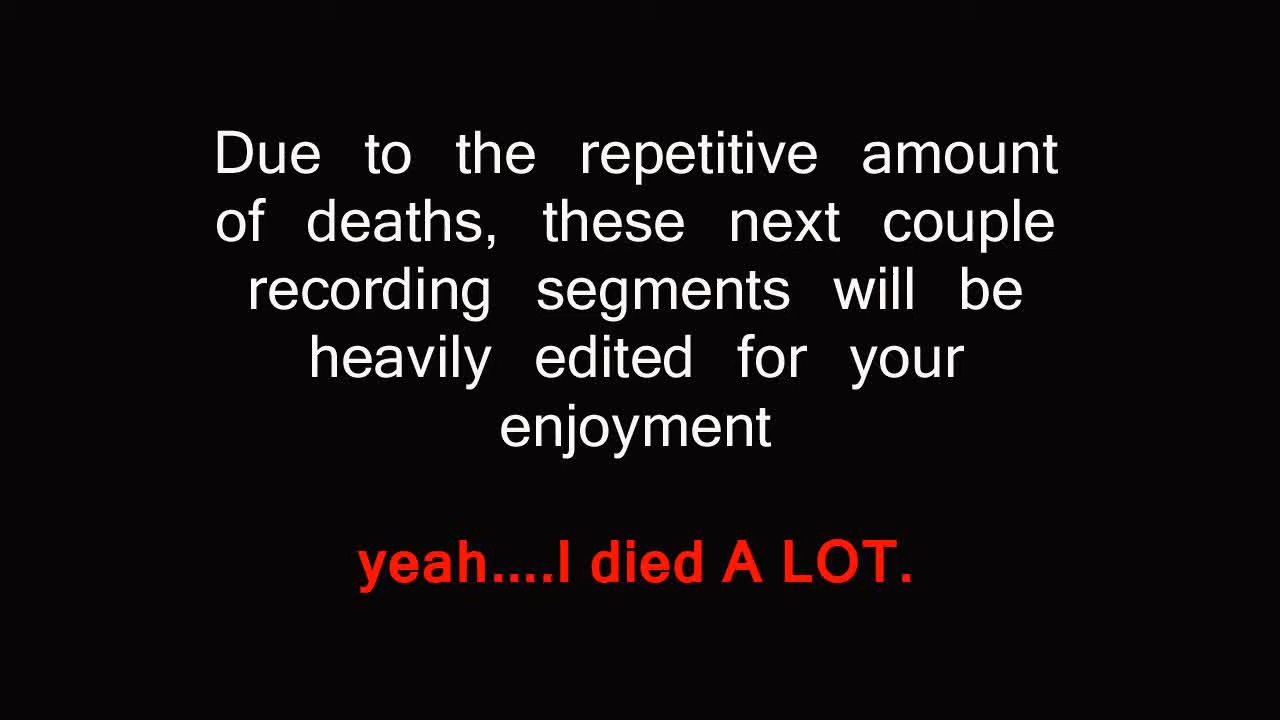 Due to the repetitive amount
of deaths, these next couple
recording segments will be
heavily edited for your
enjoyment
yeah....I died A LOT.